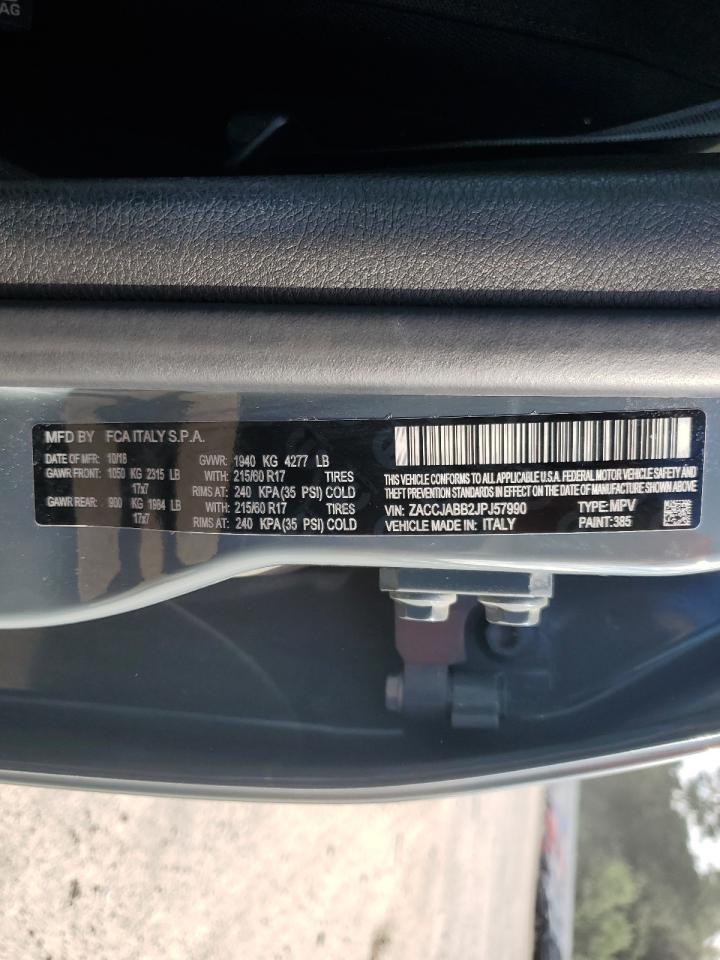 AG
MFD BY FCA ITALY S.P.A.
DATE OF MFR: 10/18 GVWR: 1940 KG 4277 LB
GAWR FRONT: 1050 KG 2315 LB WITH: 215/60 R17 TIRES
17x7 RIMS AT: 240 KPA(35 PSI) COLD
GAWR REAR: 900 KG 1984 LB WITH: 215/60 R17 TIRES
17x7 RIMS AT: 240 KPA(35 PSI) COLD
THIS VEHICLE CONFORMS TO ALL APPLICABLE U.S.A. FEDERAL MOTOR VEHICLE SAFETY AND
THEFT PREVENTION STANDARDS IN EFFECT ON THE DATE OF MANUFACTURE SHOWN ABOVE
VIN: ZACCJABB2JPJ57990 TYPE: MPV
VEHICLE MADE IN: ITALY PAINT: 385